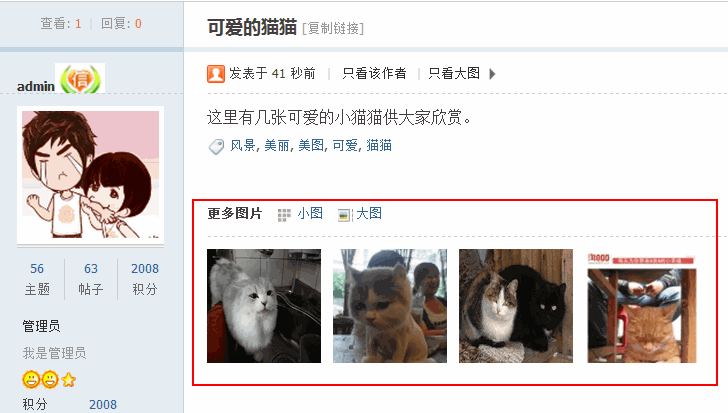 查看: 1 | 回复: 0
可爱的猫猫 [复制链接]
admin 信
发表于 41 秒前 | 只看该作者 | 只看大图
这里有几张可爱的小猫猫供大家欣赏。
风景, 美丽, 美图, 可爱, 猫猫
更多图片 小图 大图
56 63 2008
主题 帖子 积分
管理员
我是管理员
积分 2008